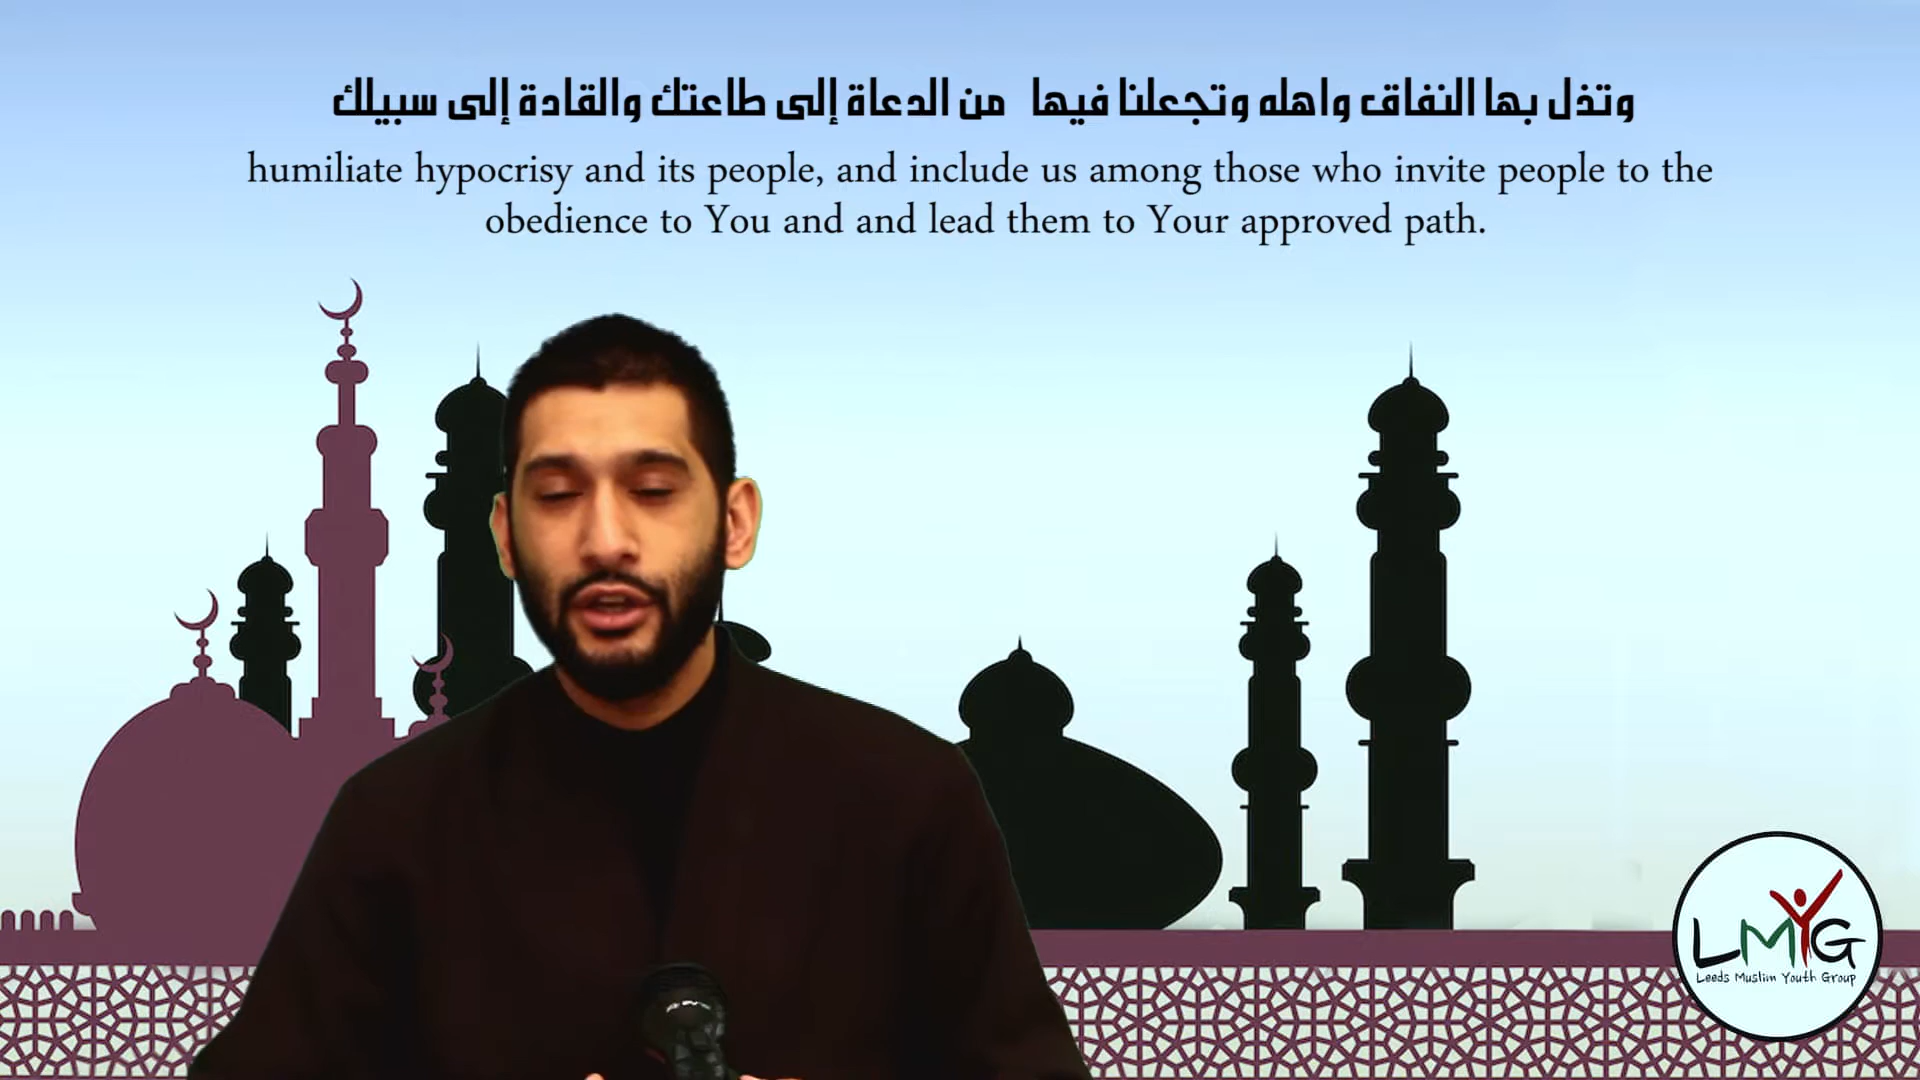 وتذل بها النفاق واهله وتجعلنا فيها من الدعاة إلى طاعتك والقادة إلى سبيلك
humiliate hypocrisy and its people, and include us among those who invite people to the
obedience to You and and lead them to Your approved path.
LMYG
Leeds Muslim Youth Group